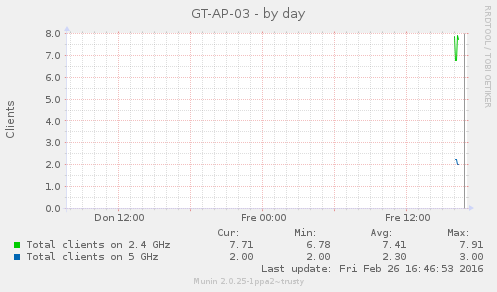 GT-AP-03 - by day
RRDTOOL / TOBI OETIKER
Clients
8.0
7.0
6.0
5.0
4.0
3.0
2.0
1.0
0.0
Don 12:00 Fre 00:00 Fre 12:00
Cur: Min: Avg: Max:
Total clients on 2.4 GHz 7.71 6.78 7.41 7.91
Total clients on 5 GHz 2.00 2.00 2.30 3.00
Last update: Fri Feb 26 16:46:53 2016
Munin 2.0.25-1ppa2~trusty